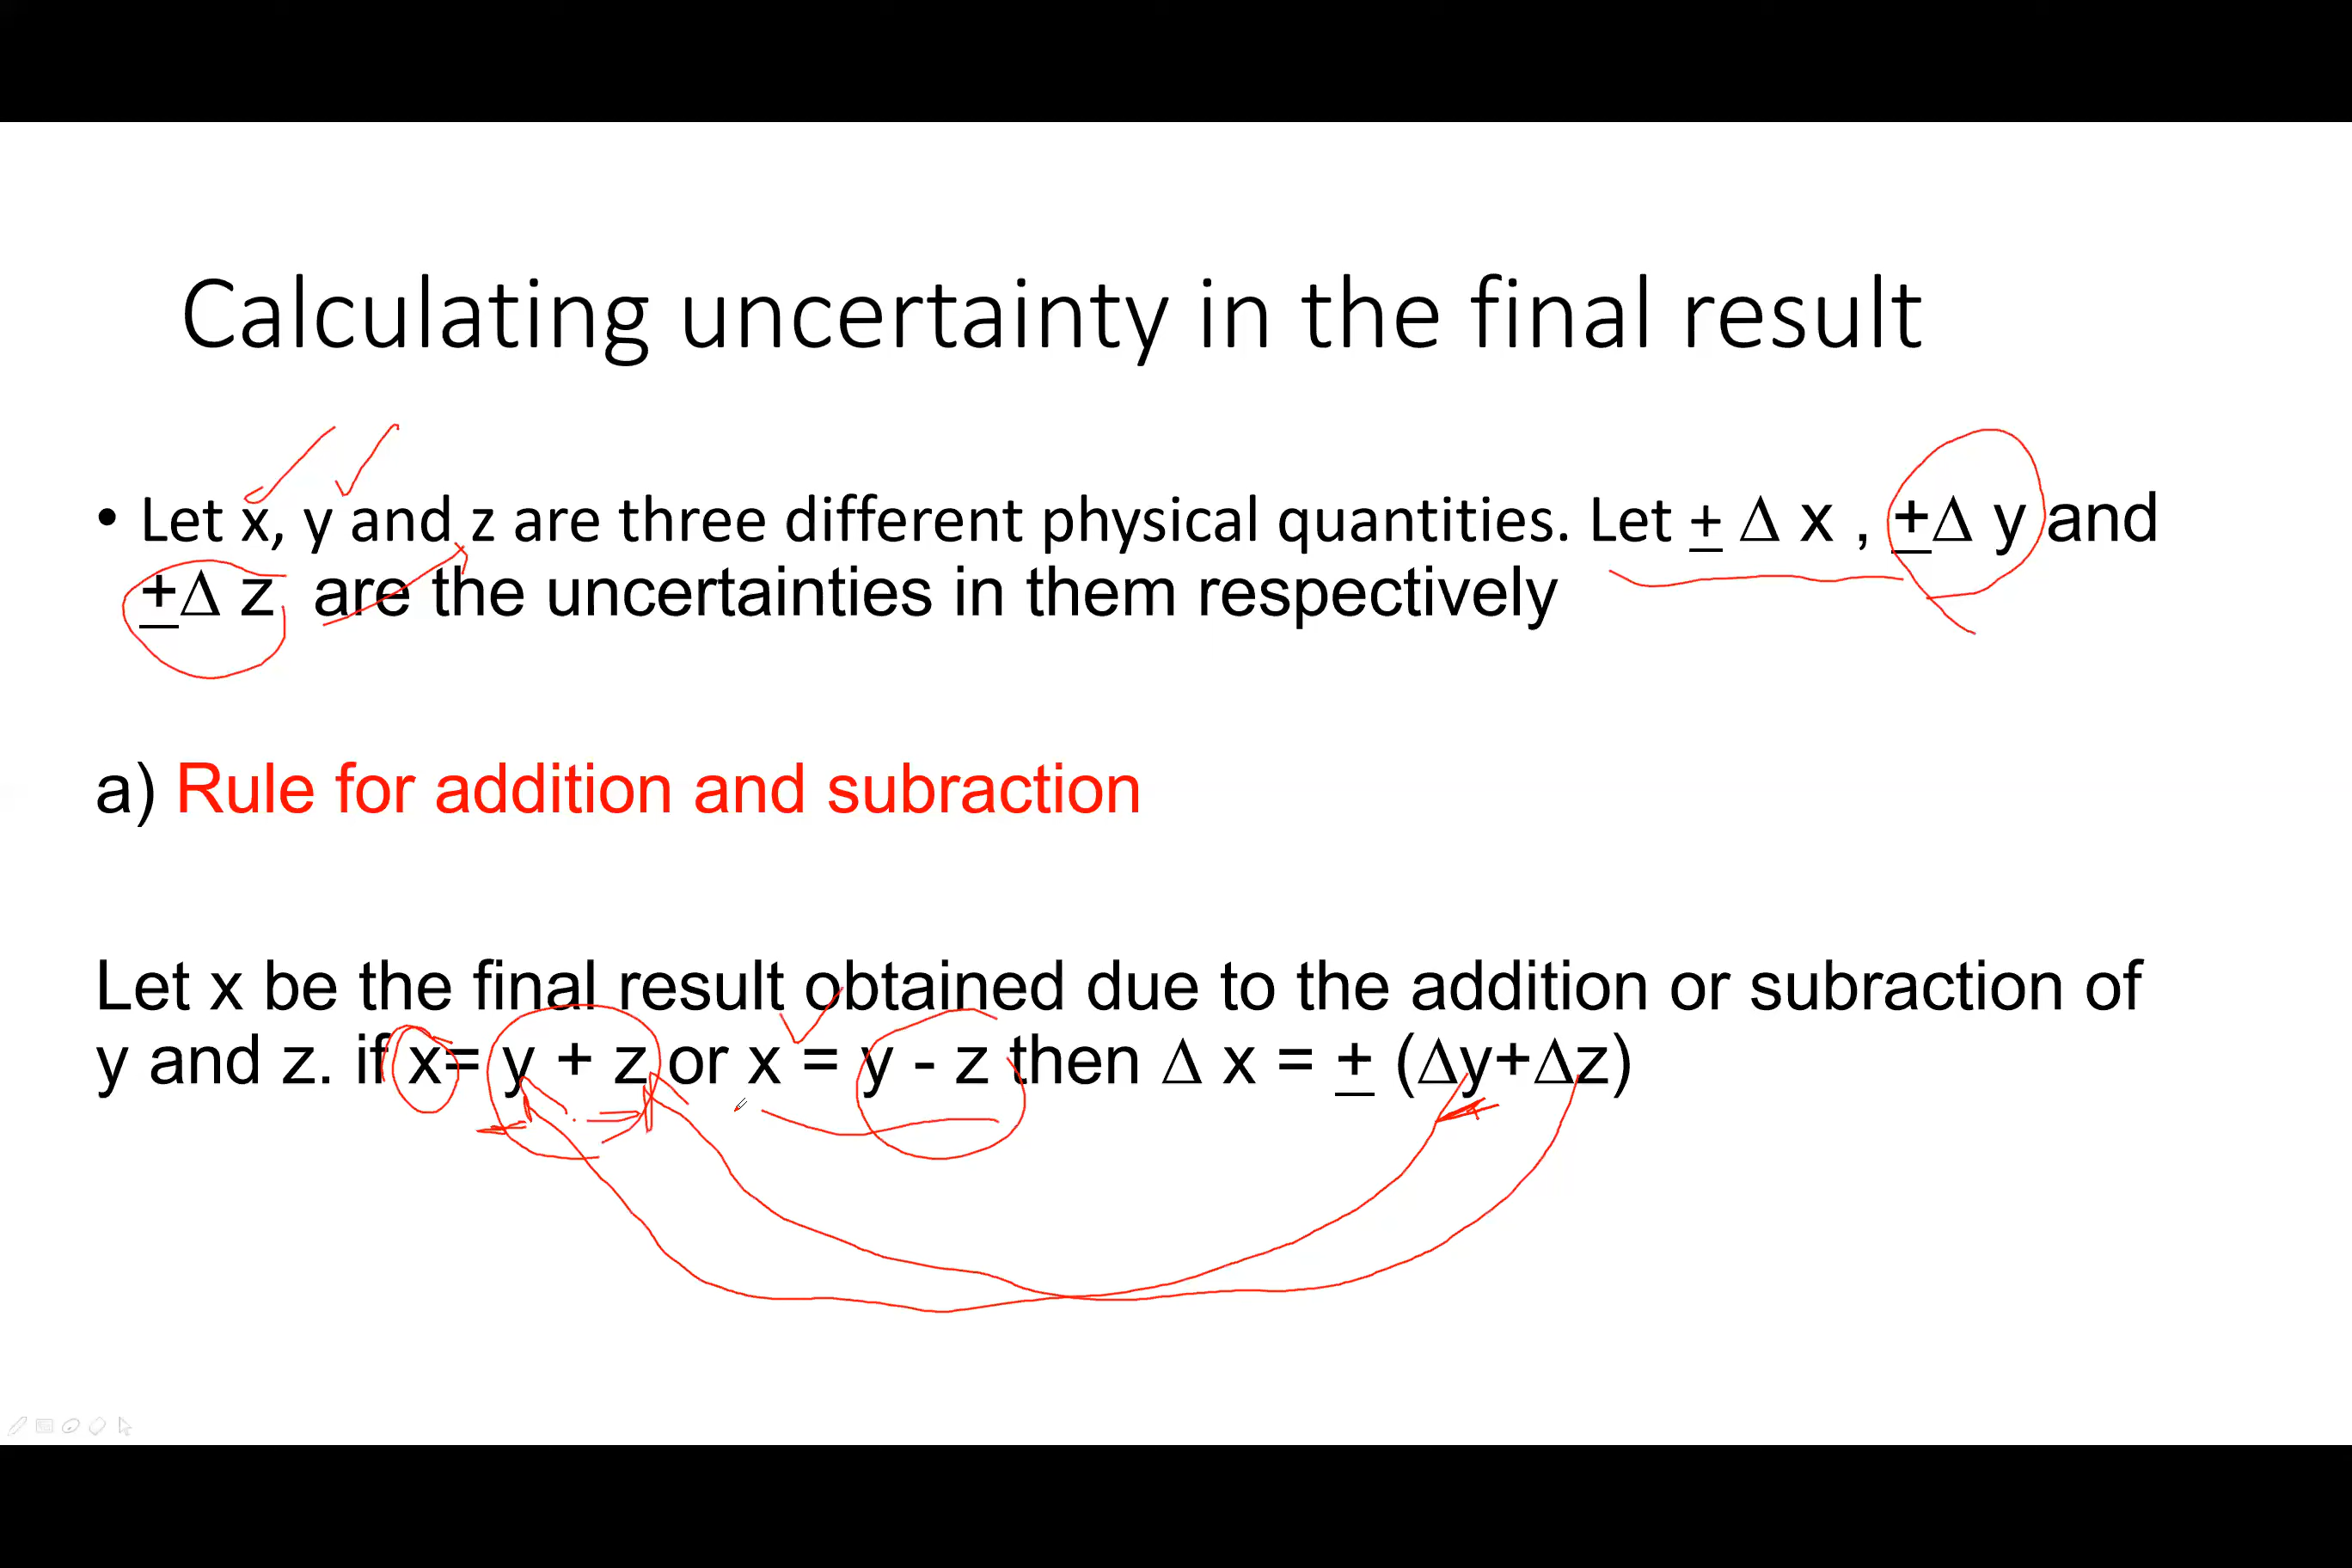 Calculating uncertainty in the final result
• Let x, y and z are three different physical quantities. Let ± Δ x , ±Δ y and
±Δ z are the uncertainties in them respectively
a) Rule for addition and subraction
Let x be the final result obtained due to the addition or subraction of
y and z. if x= y + z or x = y - z then Δ x = ± (Δy+Δz)